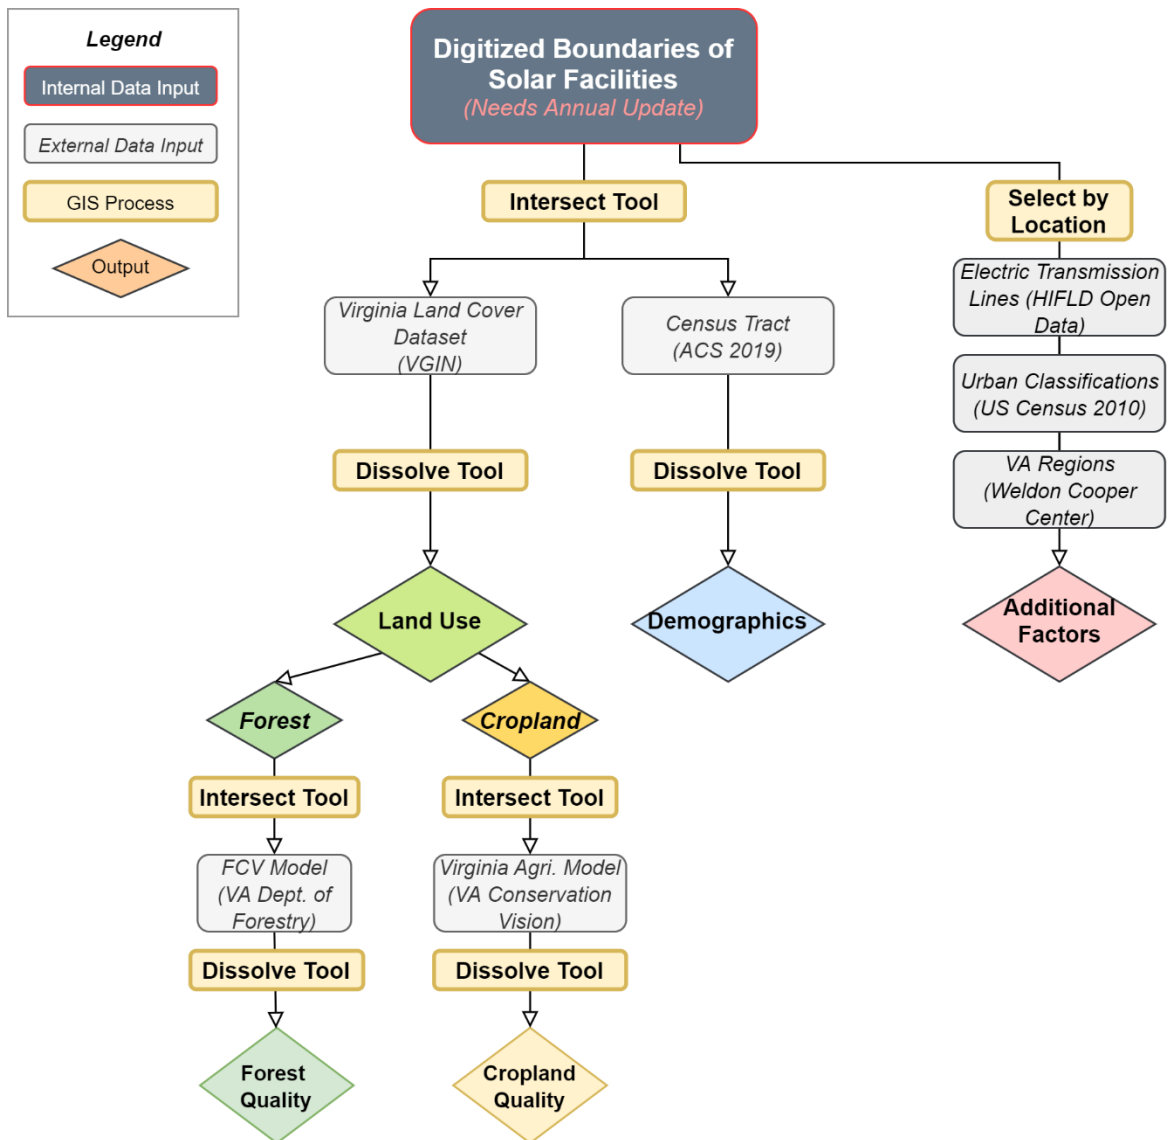 Legend
Internal Data Input
External Data Input
GIS Process
Output
Digitized Boundaries of
Solar Facilities
(Needs Annual Update)
Intersect Tool
Select by
Location
Virginia Land Cover
Dataset
(VGIN)
Census Tract
(ACS 2019)
Electric Transmission
Lines (HIFLD Open
Data)
Urban Classifications
(US Census 2010)
VA Regions
(Weldon Cooper
Center)
Dissolve Tool
Dissolve Tool
Land Use
Demographics
Additional
Factors
Forest
Cropland
Intersect Tool
Intersect Tool
FCV Model
(VA Dept. of
Forestry)
Virginia Agri. Model
(VA Conservation
Vision)
Dissolve Tool
Dissolve Tool
Forest
Quality
Cropland
Quality